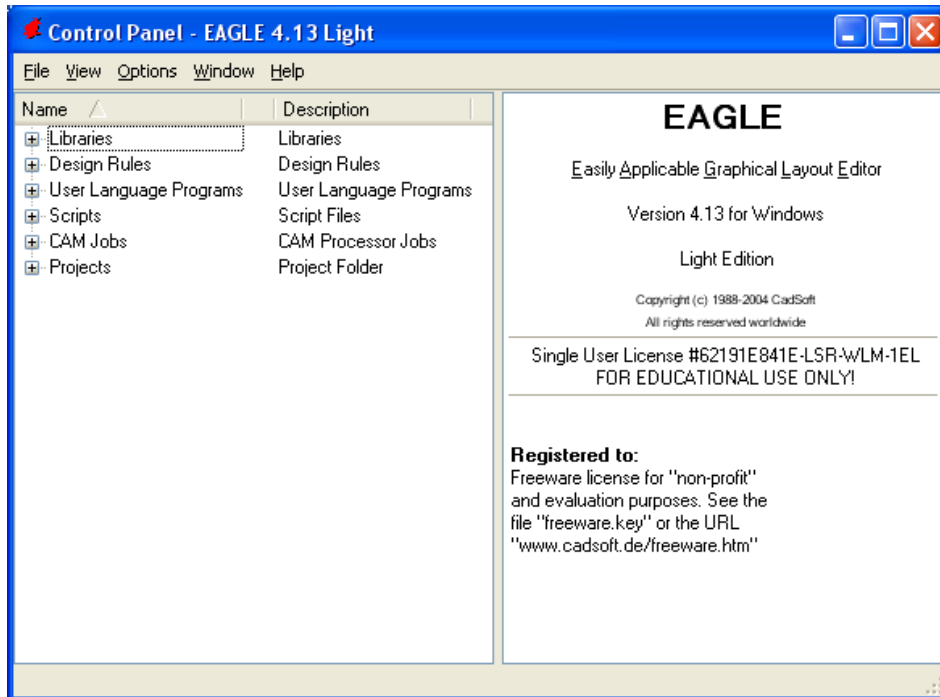 Control Panel - EAGLE 4.13 Light
File View Options Window Help
Name Description
Libraries Libraries
Design Rules Design Rules
User Language Programs User Language Programs
Scripts Script Files
CAM Jobs CAM Processor Jobs
Projects Project Folder
EAGLE
Easily Applicable Graphical Layout Editor
Version 4.13 for Windows
Light Edition
Copyright (c) 1988-2004 CadSoft
All rights reserved worldwide
Single User License #62191E841E-LSR-WLM-1EL
FOR EDUCATIONAL USE ONLY!
Registered to:
Freeware license for "non-profit"
and evaluation purposes. See the
file "freeware.key" or the URL
"www.cadsoft.de/freeware.htm"